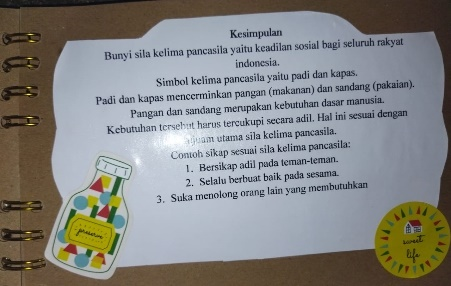 Kesimpulan
Bunyi sila kelima pancasila yaitu keadilan sosial bagi seluruh rakyat
indonesia.
Simbol kelima pancasila yaitu padi dan kapas.
Padi dan kapas mencerminkan pangan (makanan) dan sandang (pakaian).
Pangan dan sandang merupakan kebutuhan dasar manusia.
Kebutuhan tersebut harus tercukupi secara adil. Hal ini sesuai dengan
utama sila kelima pancasila.
Contoh sikap sesuai sila kelima pancasila:
1. Bersikap adil pada teman-teman.
2. Selalu berbuat baik pada sesama.
3. Suka menolong orang lain yang membutuhkan
sweet
life